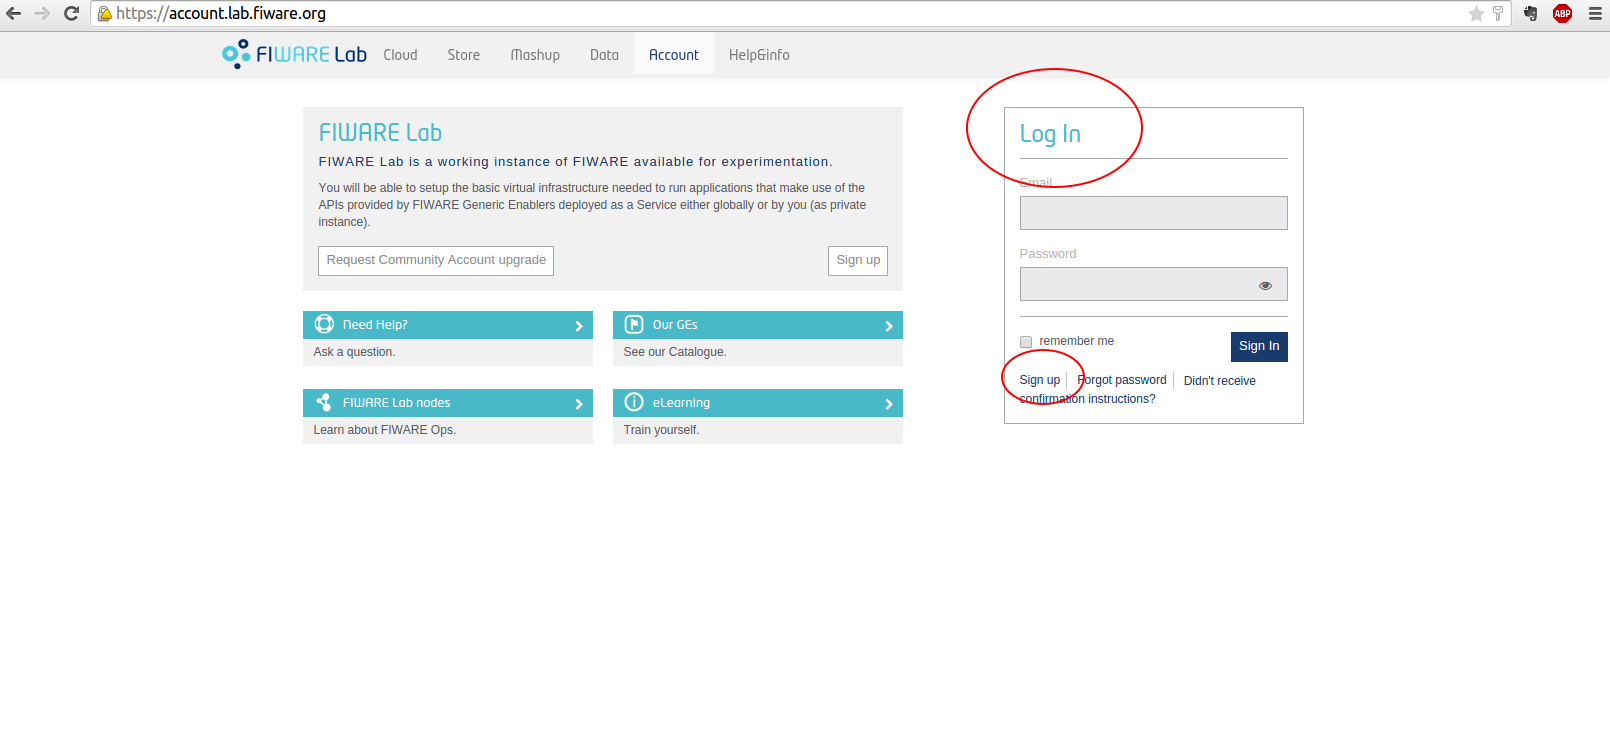 https://account.lab.fiware.org
ABP
FIWARE Lab Cloud Store Mashup Data Account Help&info
FIWARE Lab
FIWARE Lab is a working instance of FIWARE available for experimentation.
You will be able to setup the basic virtual infrastructure needed to run applications that make use of the
APIs provided by FIWARE Generic Enablers deployed as a Service either globally or by you (as private
instance).
Request Community Account upgrade
Sign up
Need Help?
Ask a question.
Our GEs
See our Catalogue.
FIWARE Lab nodes
Learn about FIWARE Ops.
eLearning
Train yourself.
Log In
Email
Password
remember me
Sign In
Sign up Forgot password Didn't receive
confirmation instructions?